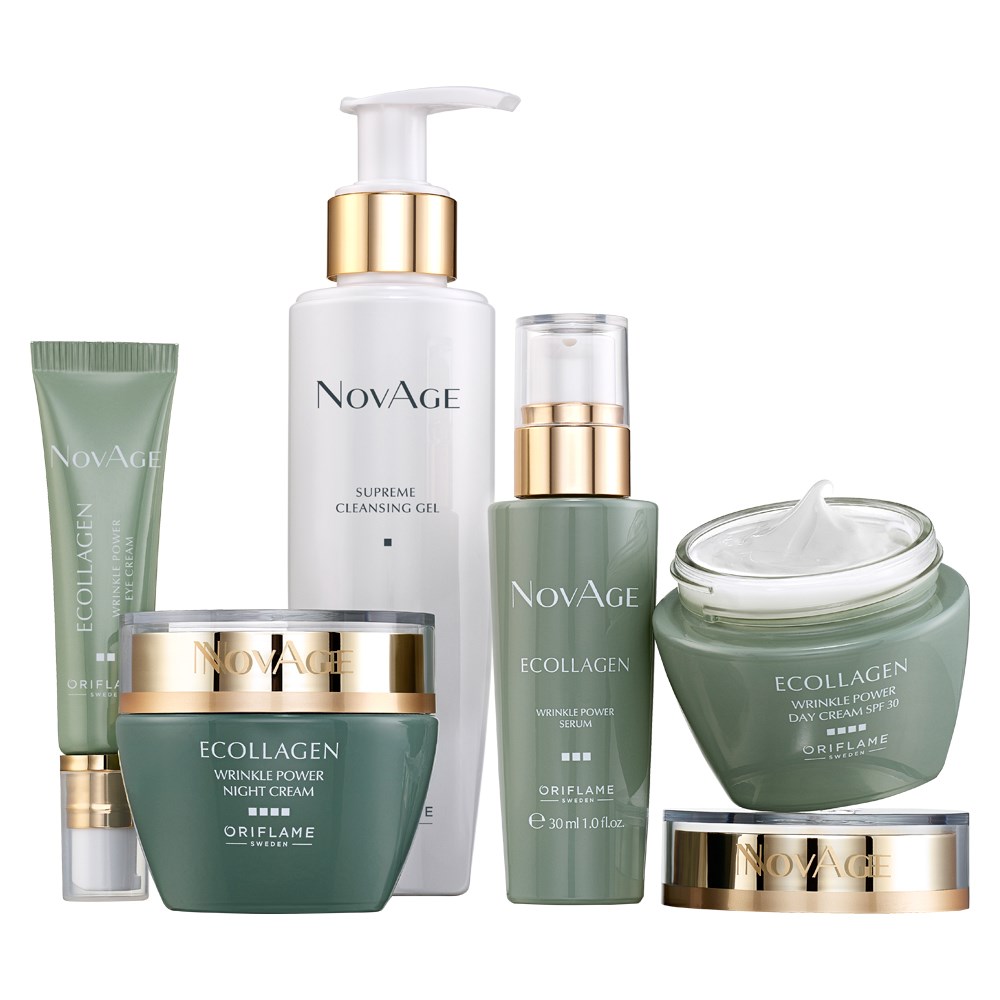 NOVAGE
ECOLLAGEN
WRINKLE POWER
EYE CREAM
ORIFLAME
SWEDEN
NOVAGE
SUPREME
CLEANSING GEL
NOVAGE
ECOLLAGEN
WRINKLE POWER
NIGHT CREAM
ORIFLAME
SWEDEN
NOVAGE
ECOLLAGEN
WRINKLE POWER
SERUM
ORIFLAME
SWEDEN
e 30 ml 1.0 fl.oz.
ECOLLAGEN
WRINKLE POWER
DAY CREAM SPF 30
ORIFLAME
SWEDEN
NOVAGE